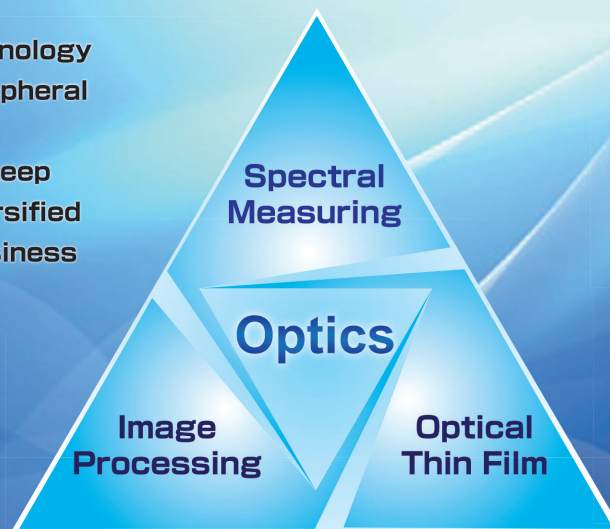 nology
pheral
eep
rsified
siness
Spectral
Measuring
Optics
Image
Processing
Optical
Thin Film